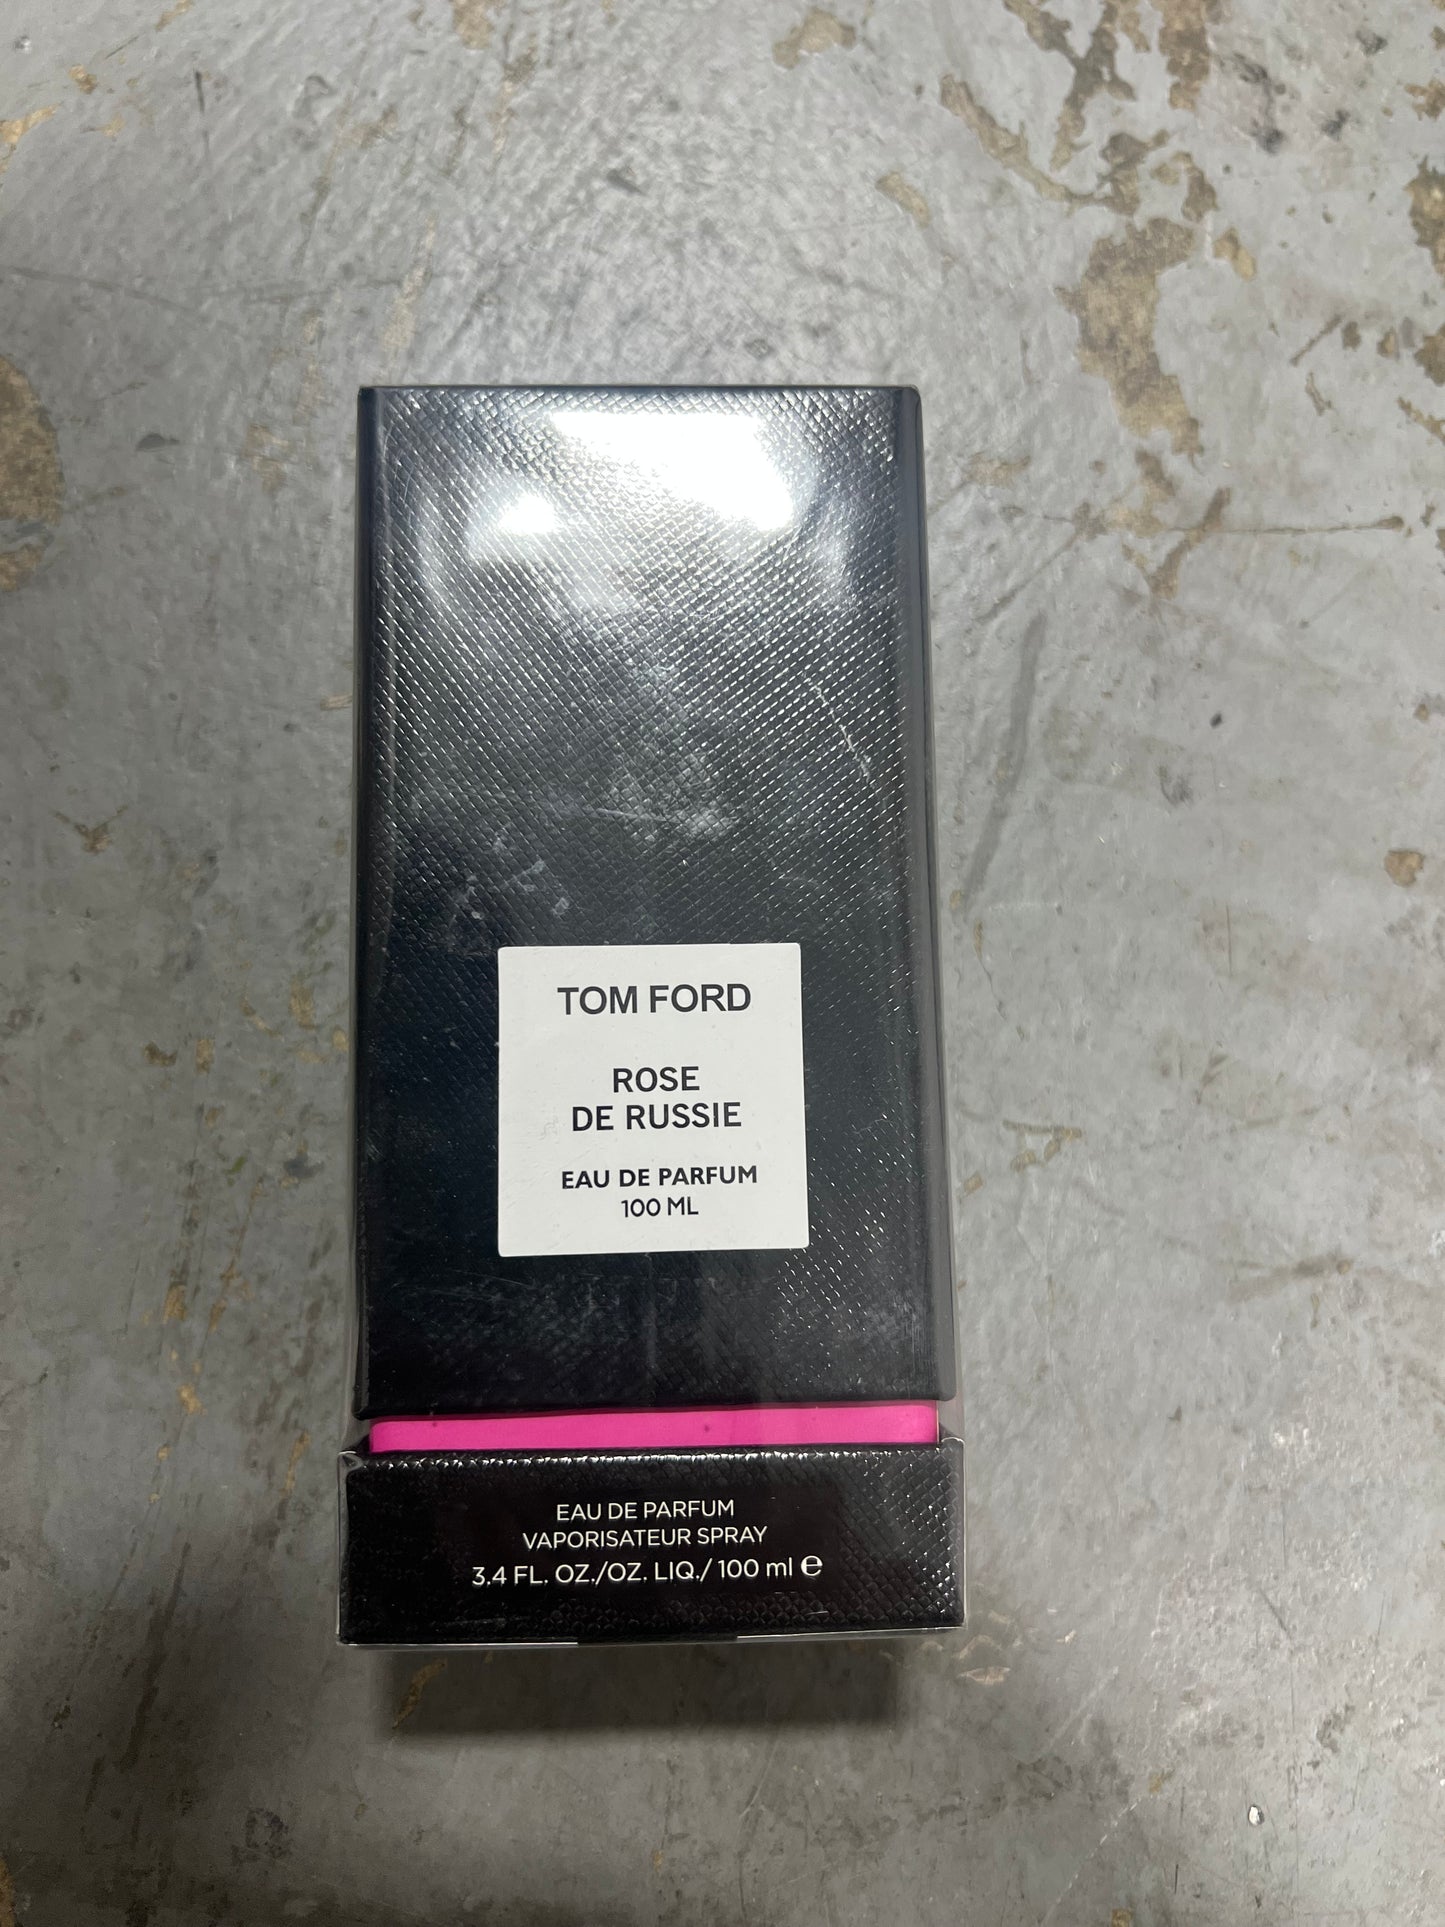 TOM FORD
ROSE
DE RUSSIE
EAU DE PARFUM
100 ML
EAU DE PARFUM
VAPORISATEUR SPRAY
3.4 FL. OZ./OZ. LIQ./ 100 ml ℮